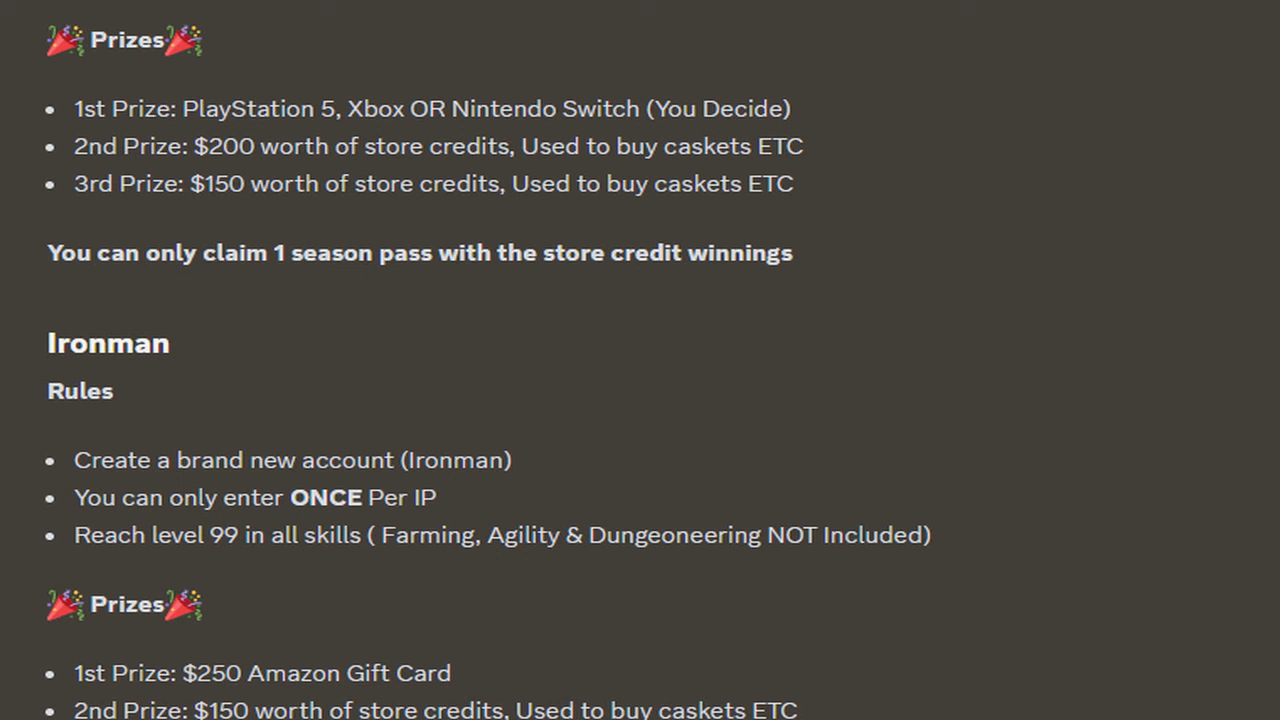 🎉 Prizes🎉
• 1st Prize: PlayStation 5, Xbox OR Nintendo Switch (You Decide)
• 2nd Prize: $200 worth of store credits, Used to buy caskets ETC
• 3rd Prize: $150 worth of store credits, Used to buy caskets ETC
You can only claim 1 season pass with the store credit winnings
Ironman
Rules
• Create a brand new account (Ironman)
• You can only enter ONCE Per IP
• Reach level 99 in all skills ( Farming, Agility & Dungeoneering NOT Included)
🎉 Prizes🎉
• 1st Prize: $250 Amazon Gift Card
• 2nd Prize: $150 worth of store credits, Used to buy caskets ETC